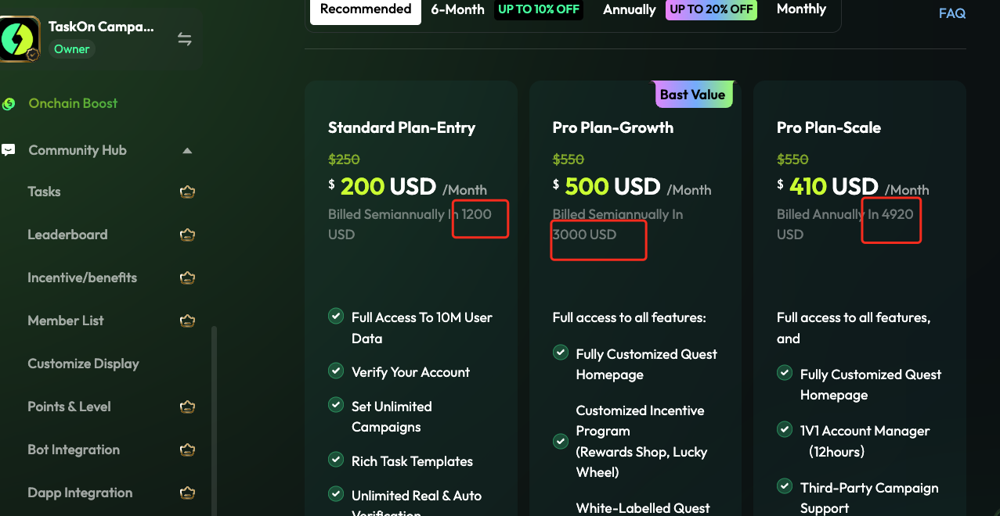 Recommended 6-Month UP TO 10% OFF Annually UP TO 20% OFF Monthly
FAQ
TaskOn Campa...
Owner
Onchain Boost
Community Hub
Tasks
Leaderboard
Incentive/benefits
Member List
Customize Display
Points & Level
Bot Integration
Dapp Integration
Standard Plan-Entry
$250
$ 200 USD /Month
Billed Semiannually In 1200
USD
Full Access To 10M User
Data
Verify Your Account
Set Unlimited
Campaigns
Rich Task Templates
Unlimited Real & Auto
Verification
Bast Value
Pro Plan-Growth
$550
$ 500 USD /Month
Billed Semiannually In
3000 USD
Full access to all features:
Fully Customized Quest
Homepage
Customized Incentive
Program
(Rewards Shop, Lucky
Wheel)
White-Labelled Quest
Pro Plan-Scale
$550
$ 410 USD /Month
Billed Annually In 4920
USD
Full access to all features,
and
Fully Customized Quest
Homepage
1V1 Account Manager
(12hours)
Third-Party Campaign
Support